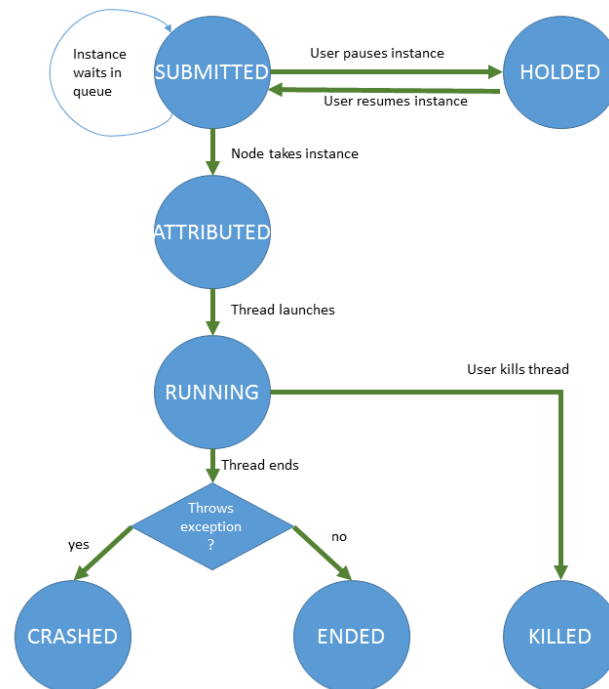 Instance
waits in
queue
SUBMITTED
User pauses instance
HOLDED
User resumes instance
Node takes instance
ATTRIBUTED
Thread launches
RUNNING
User kills thread
Thread ends
Throws
exception
?
yes
no
CRASHED
ENDED
KILLED